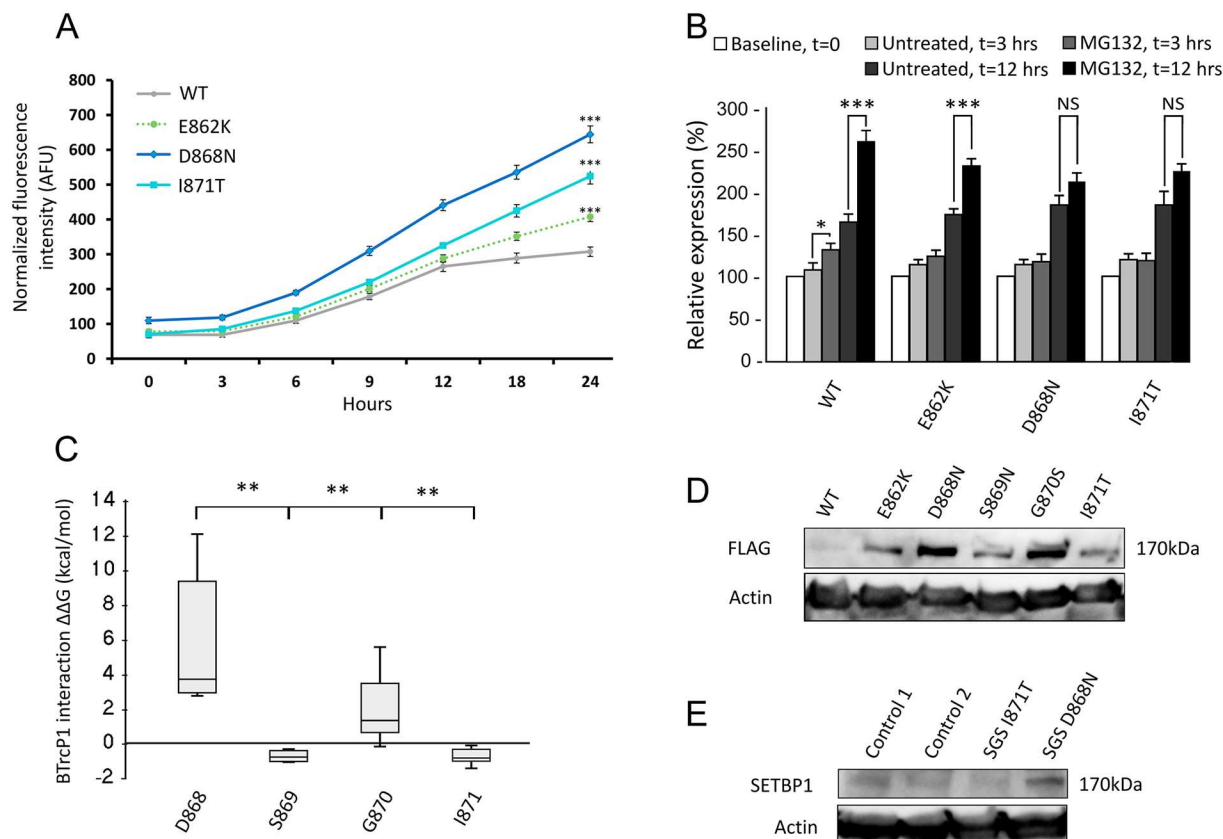 A
Normalized fluorescence
intensity (AFU)
800
700
600
500
400
300
200
100
0
WT
E862K
D868N
I871T
***
***
***
0 3 6 9 12 18 24
Hours
B
Baseline, t=0 Untreated, t=3 hrs MG132, t=3 hrs
Untreated, t=12 hrs MG132, t=12 hrs
Relative expression (%)
300 -
250 -
200 -
150 -
100 -
50 -
0 -
* *** *** NS NS
WT E862K D868N I871T
C
BTrcP1 interaction ΔΔG (kcal/mol)
14
12
10
8
6
4
2
0
-2
** ** **
D868 S869 G870 I871
D
WT E862K D868N S869N G870S I871T
FLAG 170kDa
Actin
E
Control 1 Control 2 SGS I871T SGS D868N
SETBP1 170kDa
Actin